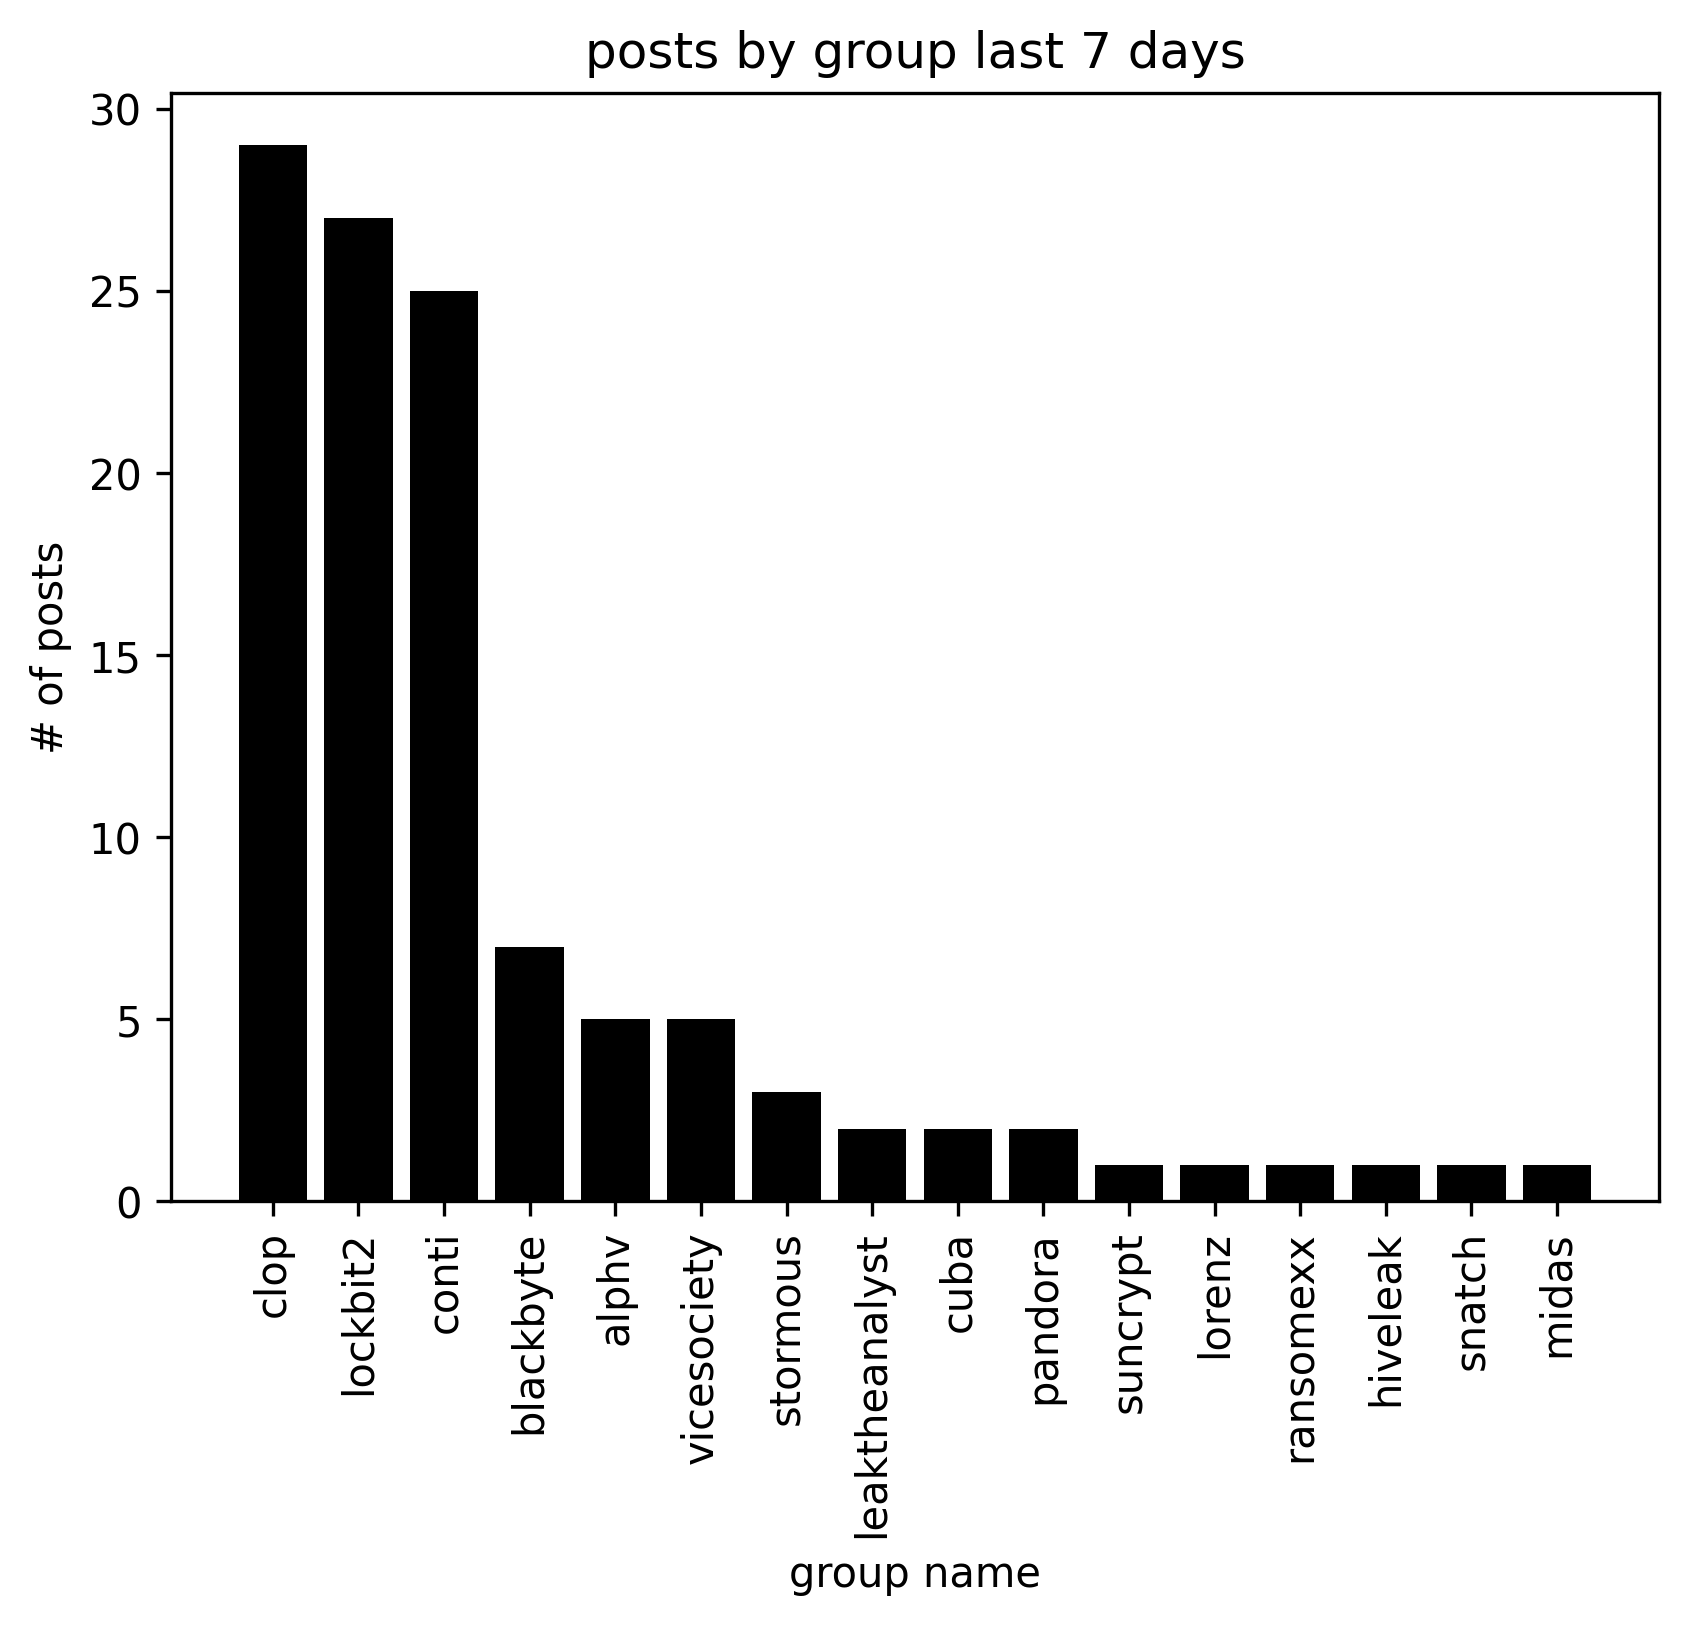 posts by group last 7 days
30
25
20
15
10
5
0
# of posts
clop
lockbit2
conti
blackbyte
alphv
vicesociety
stormous
leaktheanalyst
cuba
pandora
suncrypt
lorenz
ransomexx
hiveleak
snatch
midas
group name